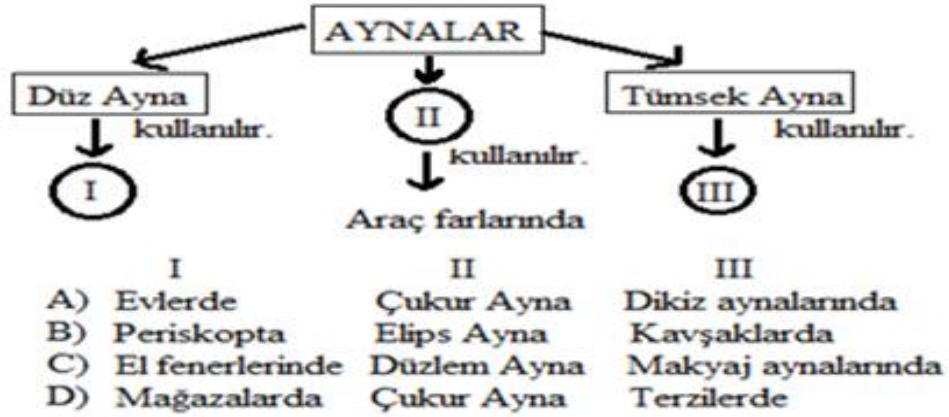 AYNALAR
Düz Ayna
II
Tümsek Ayna
kullanılır.
kullanılır.
kullanılır.
I
III
Araç farlarında
I II III
A) Evlerde Çukur Ayna Dikiz aynalarında
B) Periskopta Elips Ayna Kavşaklarda
C) El fenerlerinde Düzlem Ayna Makyaj aynalarında
D) Mağazalarda Çukur Ayna Terzilerde